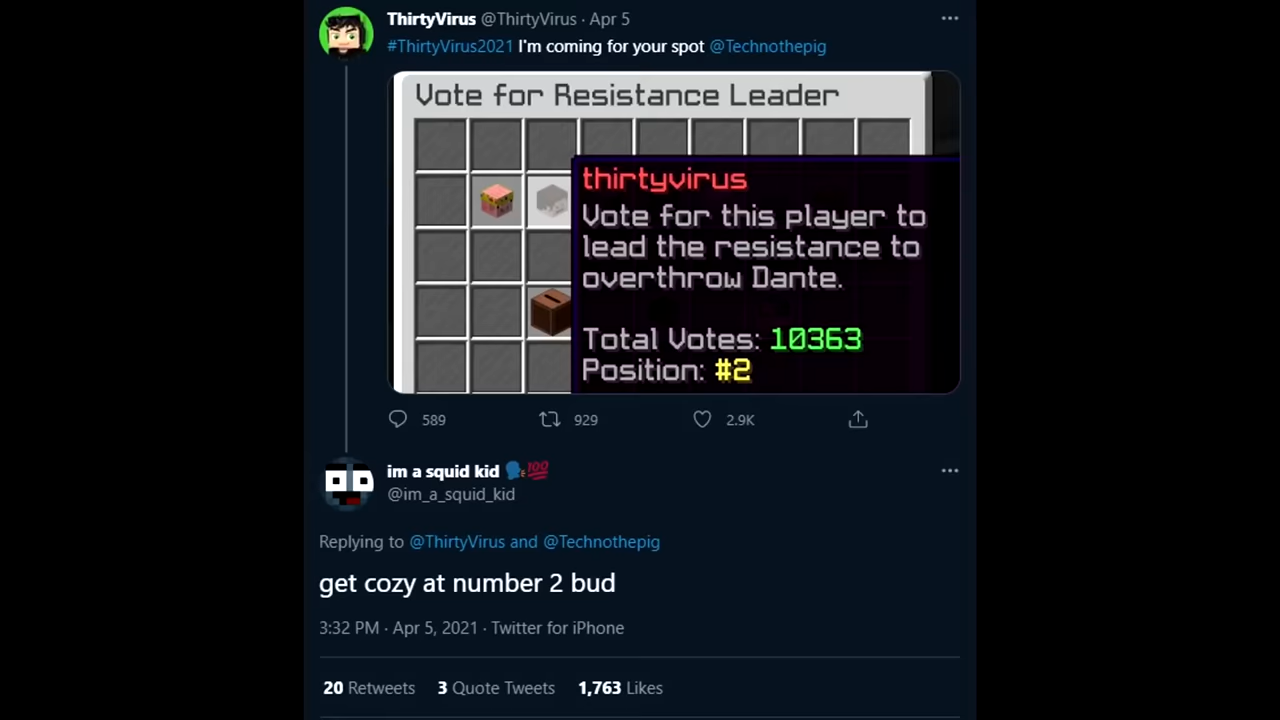 ThirtyVirus @ThirtyVirus · Apr 5
#ThirtyVirus2021 I'm coming for your spot @Technothepig
Vote for Resistance Leader
thirtyvirus
Vote for this player to
lead the resistance to
overthrow Dante.
Total Votes: 10363
Position: #2
589 929 2.9K
im a squid kid 🗣💯
@im_a_squid_kid
Replying to @ThirtyVirus and @Technothepig
get cozy at number 2 bud
3:32 PM · Apr 5, 2021 · Twitter for iPhone
20 Retweets 3 Quote Tweets 1,763 Likes